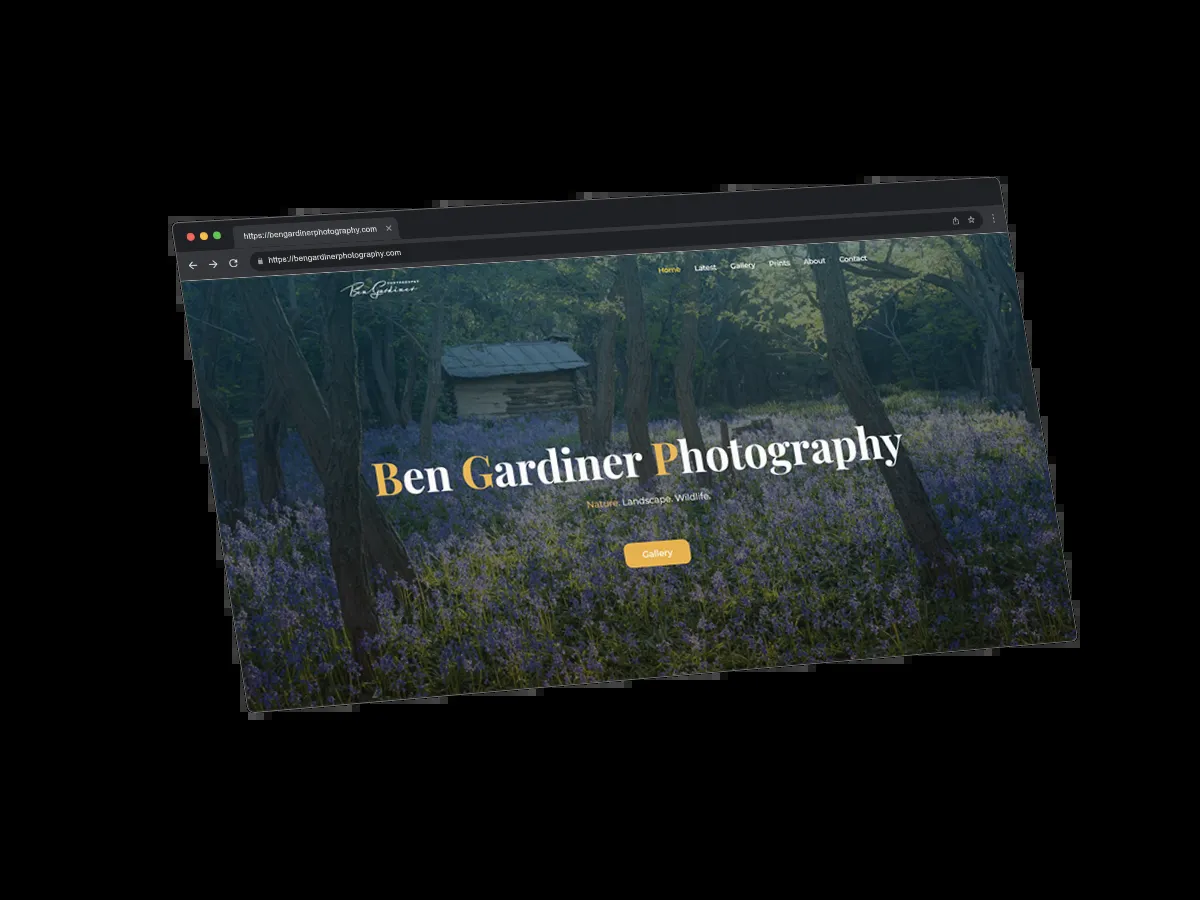 https://bengardinerphotography.com
https://bengardinerphotography.com
PHOTOGRAPHY
Ben Gardiner
Home Latest Gallery Prints About Contact
Ben Gardiner Photography
Nature. Landscape. Wildlife.
Gallery